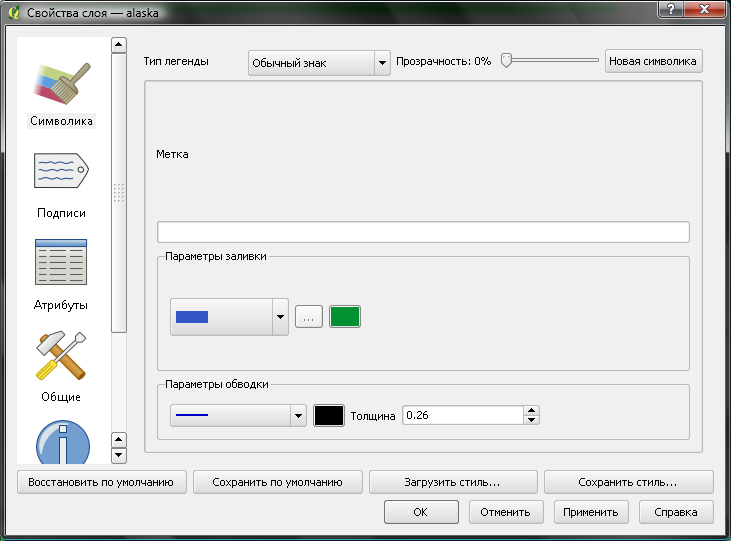 Свойства слоя — alaska
Символика
Подписи
Атрибуты
Общие
Тип легенды
Обычный знак
Прозрачность: 0%
Новая символика
Метка
Параметры заливки
...
Параметры обводки
Толщина
0.26
Восстановить по умолчанию
Сохранить по умолчанию
Загрузить стиль...
Сохранить стиль...
OK
Отменить
Применить
Справка